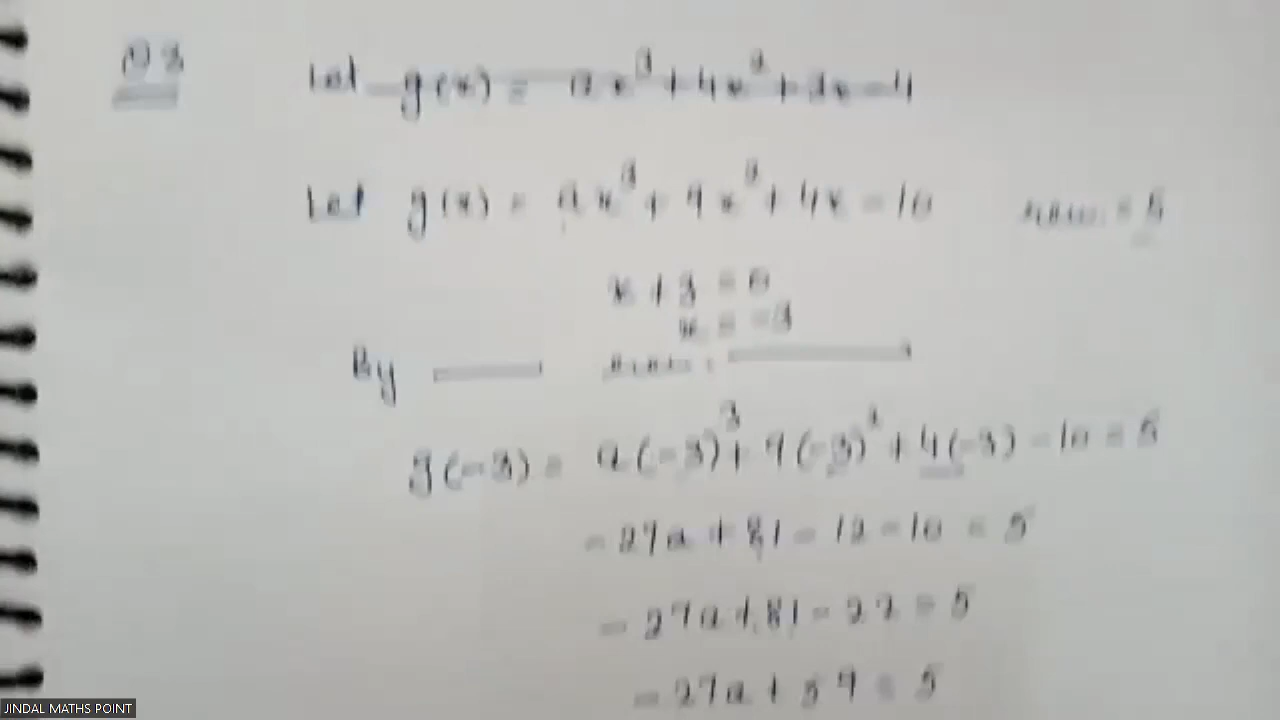 Q 3
Let g(x) = ax³ + 4x² + 3x - 4
Let g(x) = ax³ + 9x² + 4x - 10
x + 3 = 0
x = -3
By
g(-3) = a(-3)³ + 9(-3)² + 4(-3) - 10 = 5
- 27a + 81 - 12 - 10 = 5
- 27a + 81 - 22 = 5
- 27a + 59 = 5
JINDAL MATHS POINT